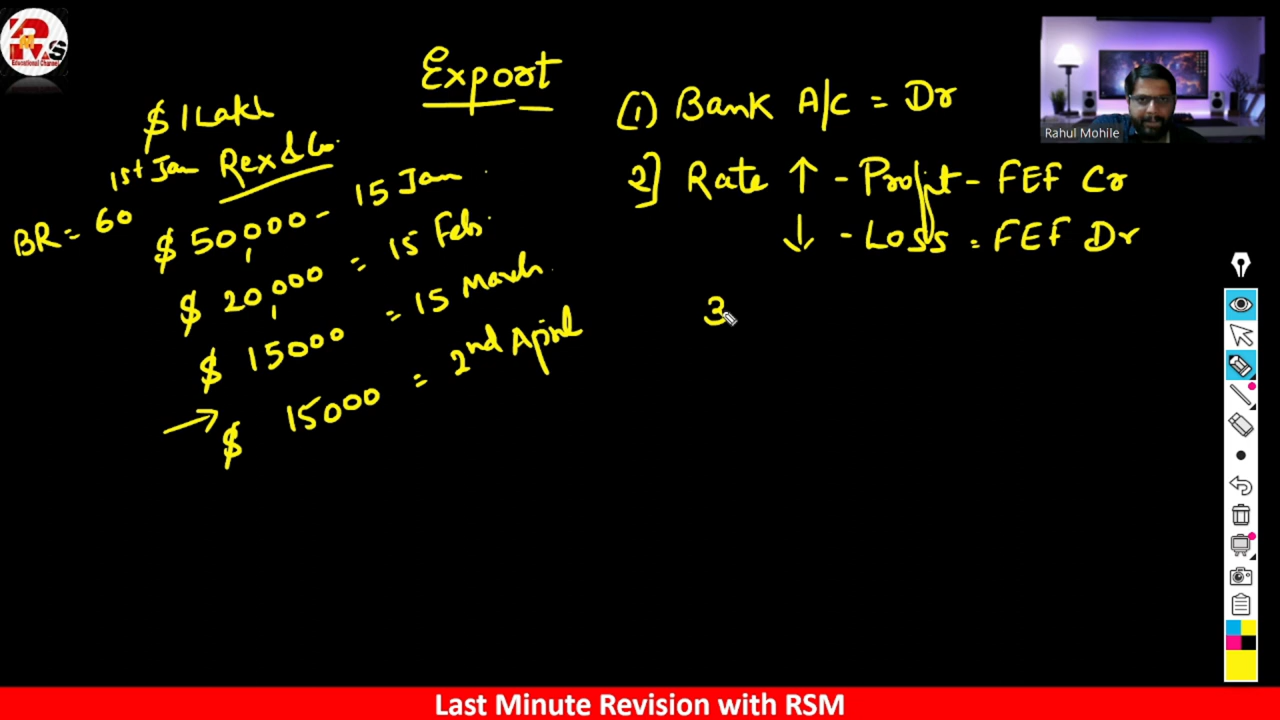 Educational Channel
Export
$ 1 Lakh
1st Jan Rex & Co.
BR = 60
$ 50,000 - 15 Jan
$ 20,000 = 15 Feb
$ 15000 = 15 March
→ $ 15000 = 2nd April
(1) Bank A/C = Dr
2] Rate ↑ - Profit - FEF Cr
↓ - Loss = FEF Dr
3
Rahul Mohile
Last Minute Revision with RSM